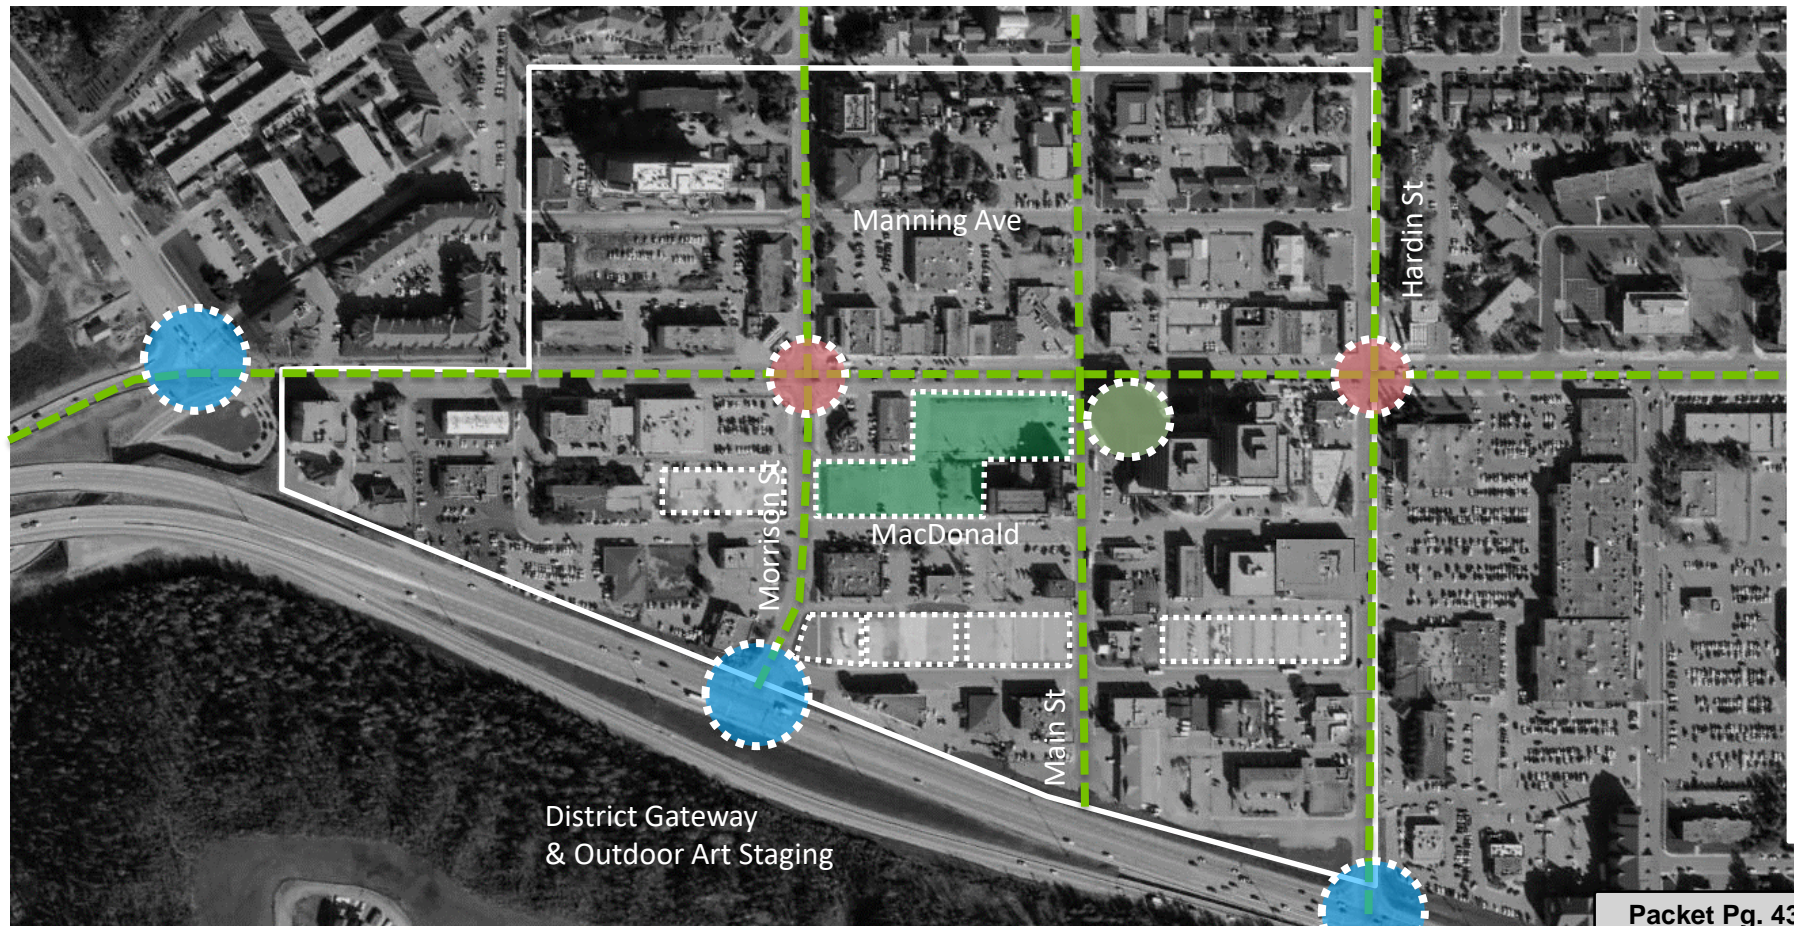 Manning Ave
Hardin St
Morrison St
MacDonald
Main St
District Gateway
& Outdoor Art Staging
Packet Pg. 43